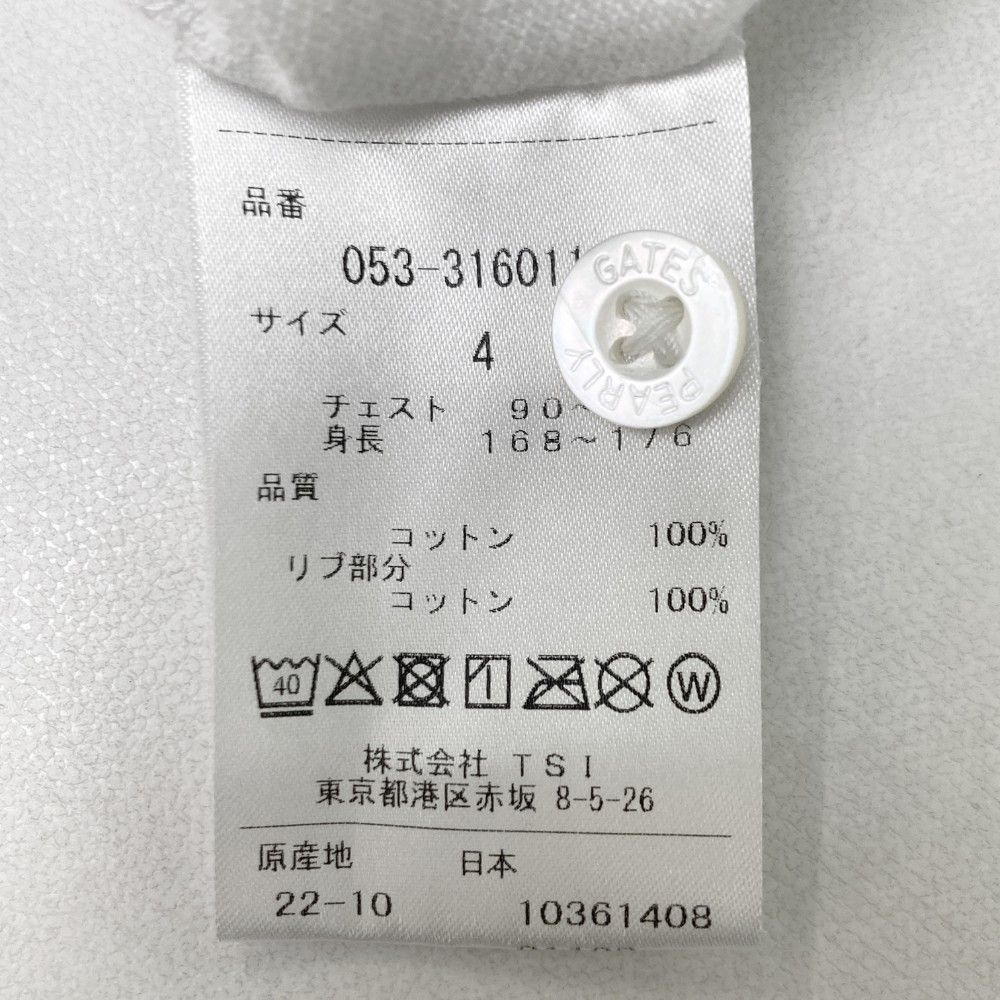 品番
053-316011
サイズ
4
チェスト 90~
身長 168~176
品質
コットン 100%
リブ部分
コットン 100%
40
W
株式会社 TSI
東京都港区赤坂 8-5-26
原産地 日本
22-10 10361408
GATES
PEARLY